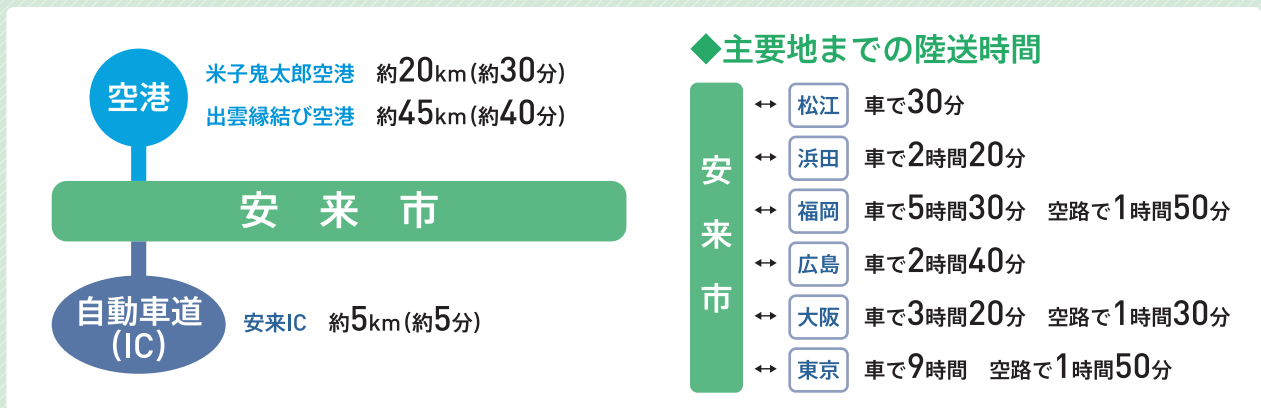 空港
米子鬼太郎空港 約20km(約30分)
出雲縁結び空港 約45km(約40分)
安来市
自動車道
(IC)
安来IC 約5km(約5分)
◆主要地までの陸送時間
安来市
↔ 松江 車で30分
↔ 浜田 車で2時間20分
↔ 福岡 車で5時間30分 空路で1時間50分
↔ 広島 車で2時間40分
↔ 大阪 車で3時間20分 空路で1時間30分
↔ 東京 車で9時間 空路で1時間50分